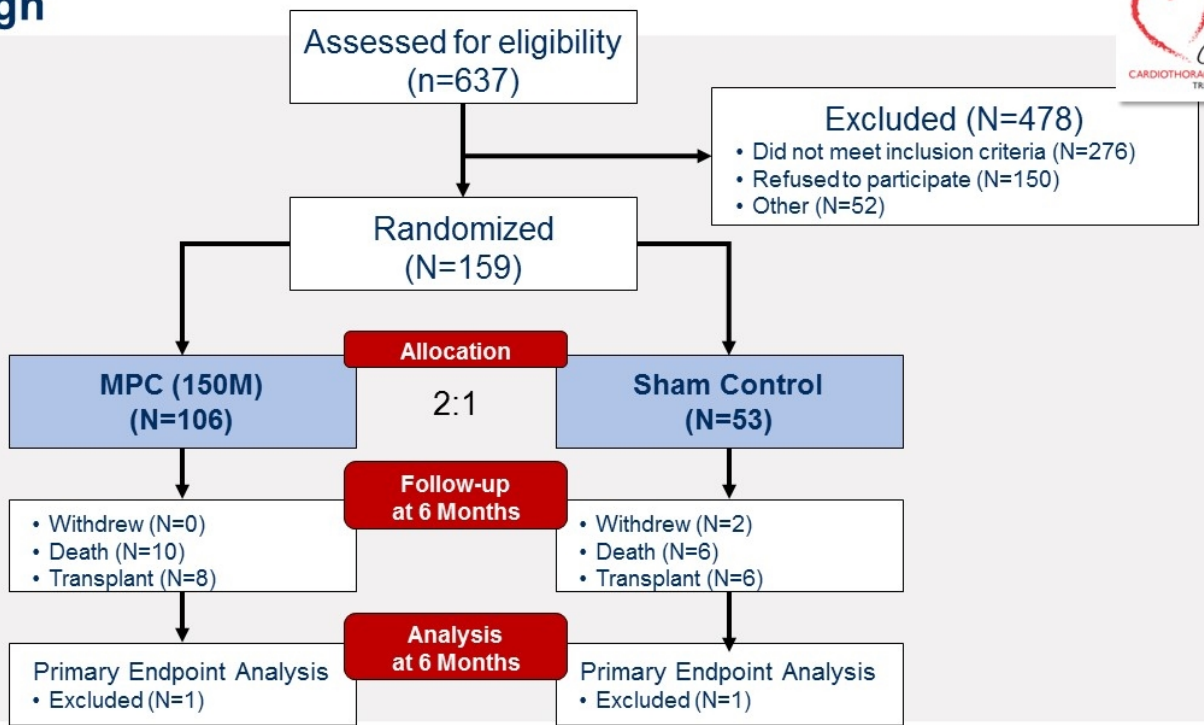 Assessed for eligibility
(n=637)
CARDIOTHORA
TR
Excluded (N=478)
• Did not meet inclusion criteria (N=276)
• Refused to participate (N=150)
• Other (N=52)
Randomized
(N=159)
Allocation
MPC (150M)
(N=106)
2:1
Sham Control
(N=53)
Follow-up
at 6 Months
• Withdrew (N=0)
• Death (N=10)
• Transplant (N=8)
• Withdrew (N=2)
• Death (N=6)
• Transplant (N=6)
Analysis
at 6 Months
Primary Endpoint Analysis
• Excluded (N=1)
Primary Endpoint Analysis
• Excluded (N=1)